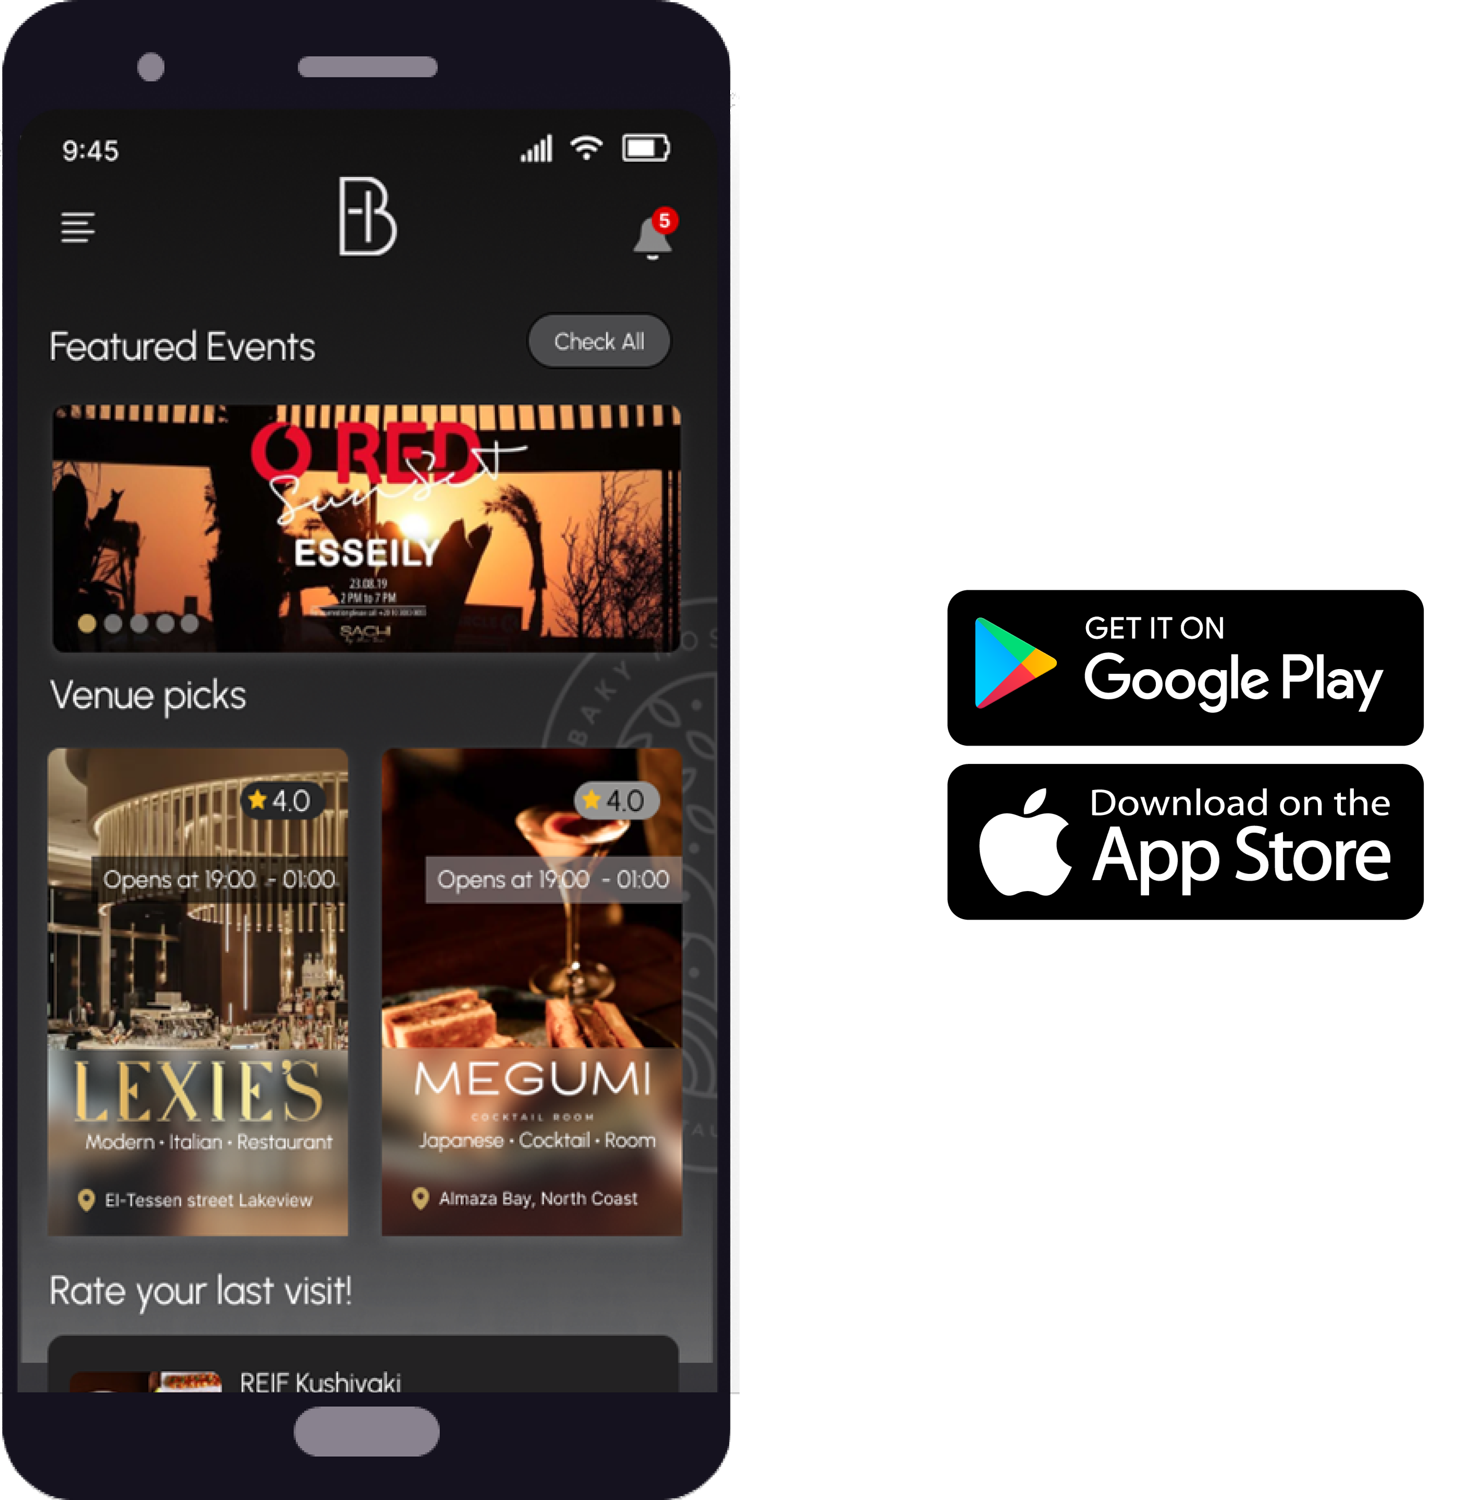 9:45
5
Featured Events
Check All
RED
Sunset
ESSEILY
23.08.19
2 PM to 7 PM
SACHI
BAKY HOS
Venue picks
4.0
4.0
Opens at 19:00 - 01:00
Opens at 19:00 - 01:00
LEXIE'S
Modern • Italian • Restaurant
El-Tessen street Lakeview
MEGUMI
COCKTAIL ROOM
Japanese • Cocktail • Room
Almaza Bay, North Coast
Rate your last visit!
REIF Kushiyaki
GET IT ON
Google Play
Download on the
App Store